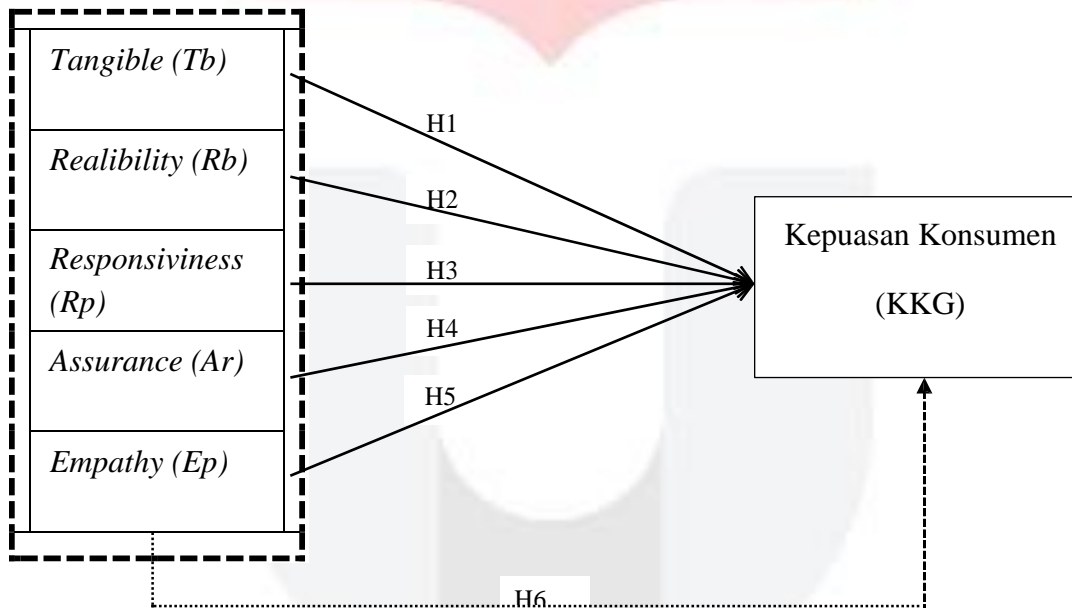 Tangible (Tb)
H1
Realibility (Rb)
H2
Kepuasan Konsumen
(KKG)
Responsiviness
(Rp)
H3
Assurance (Ar)
H4
Empathy (Ep)
H5
H6